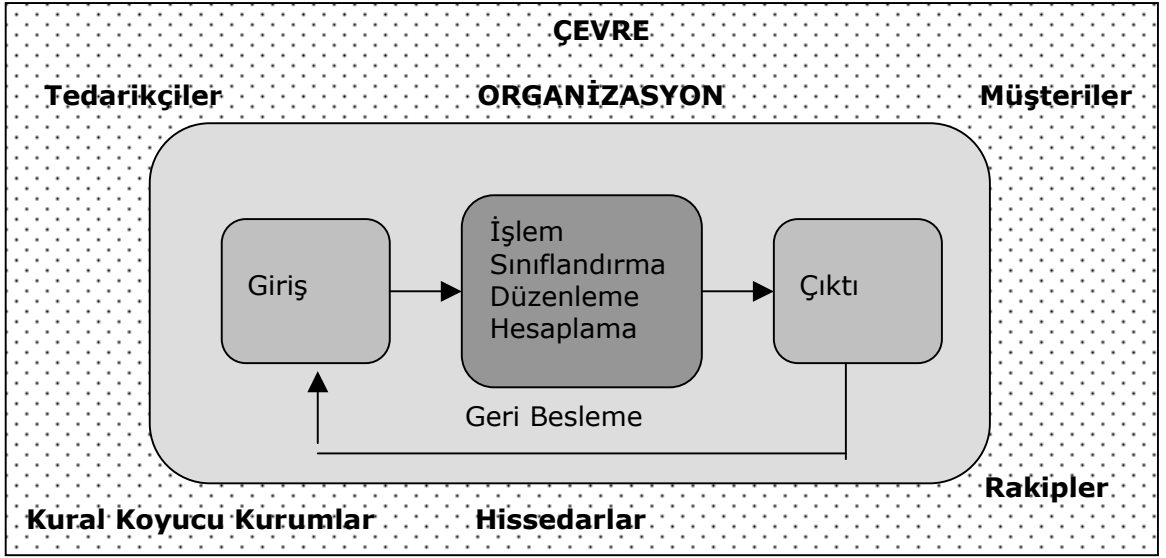 ÇEVRE
Tedarikçiler ORGANİZASYON Müşteriler
Giriş
İşlem
Sınıflandırma
Düzenleme
Hesaplama
Çıktı
Geri Besleme
Rakipler
Kural Koyucu Kurumlar Hissedarlar